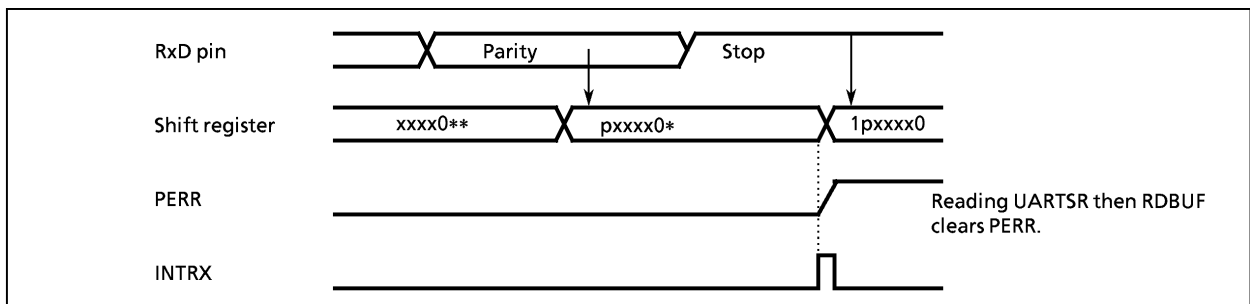 RxD pin Parity Stop
Shift register xxxx0** pxxxx0* 1pxxxx0
PERR
Reading UARTSR then RDBUF
clears PERR.
INTRX